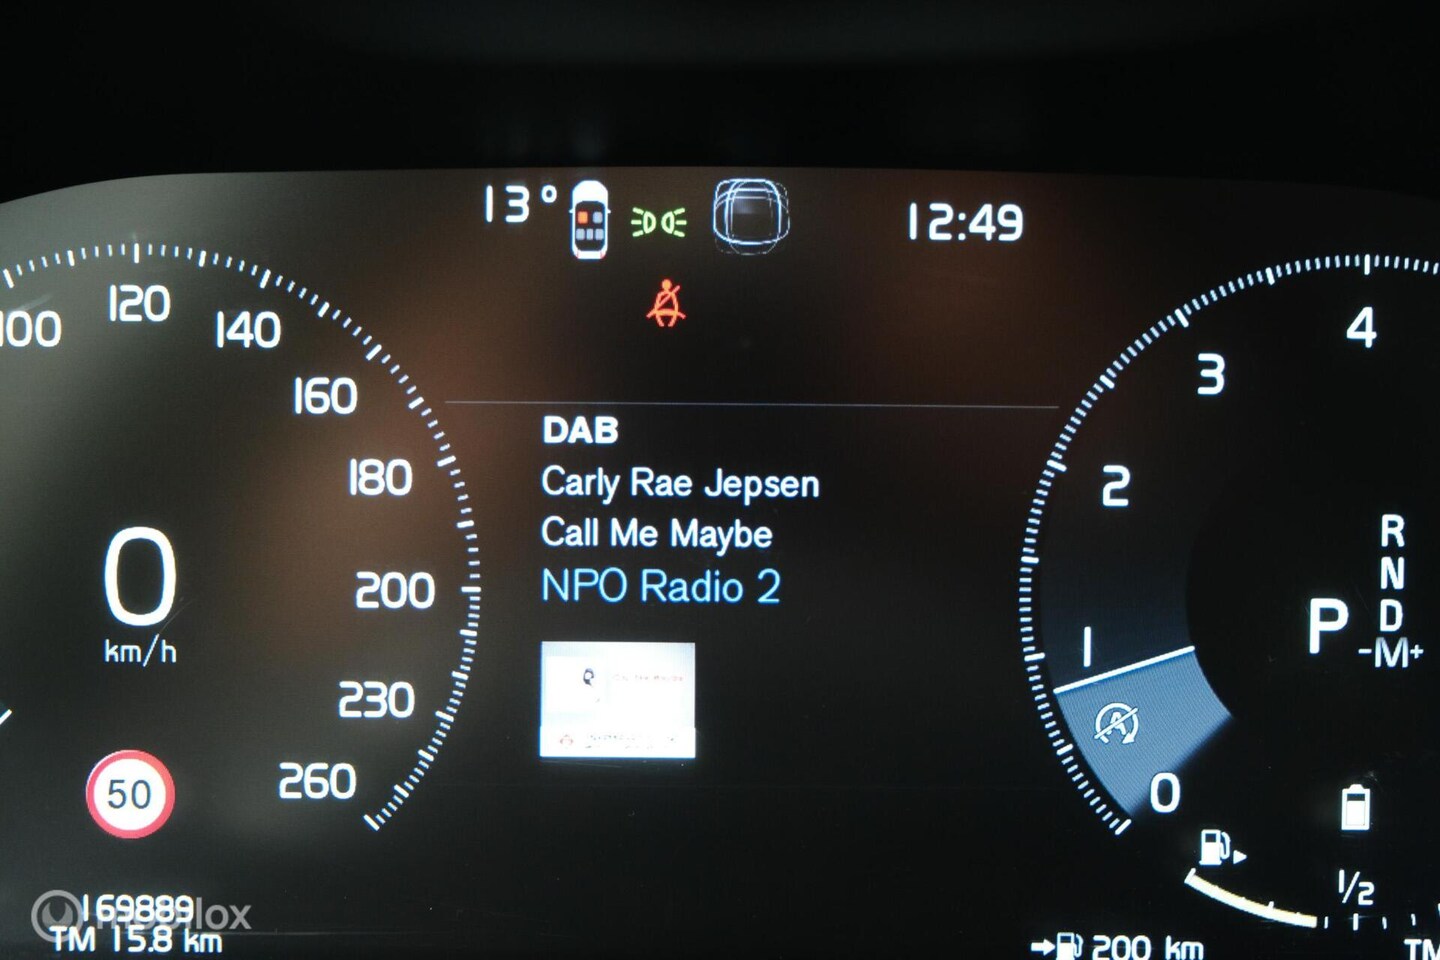 13°
12:49
100
120
140
160
180
200
230
260
0
km/h
50
169889
TM 15.8 km
mobilox
DAB
Carly Rae Jepsen
Call Me Maybe
NPO Radio 2
4
3
2
1
0
A
R
N
D
P
-M+
1/2
200 km
TM